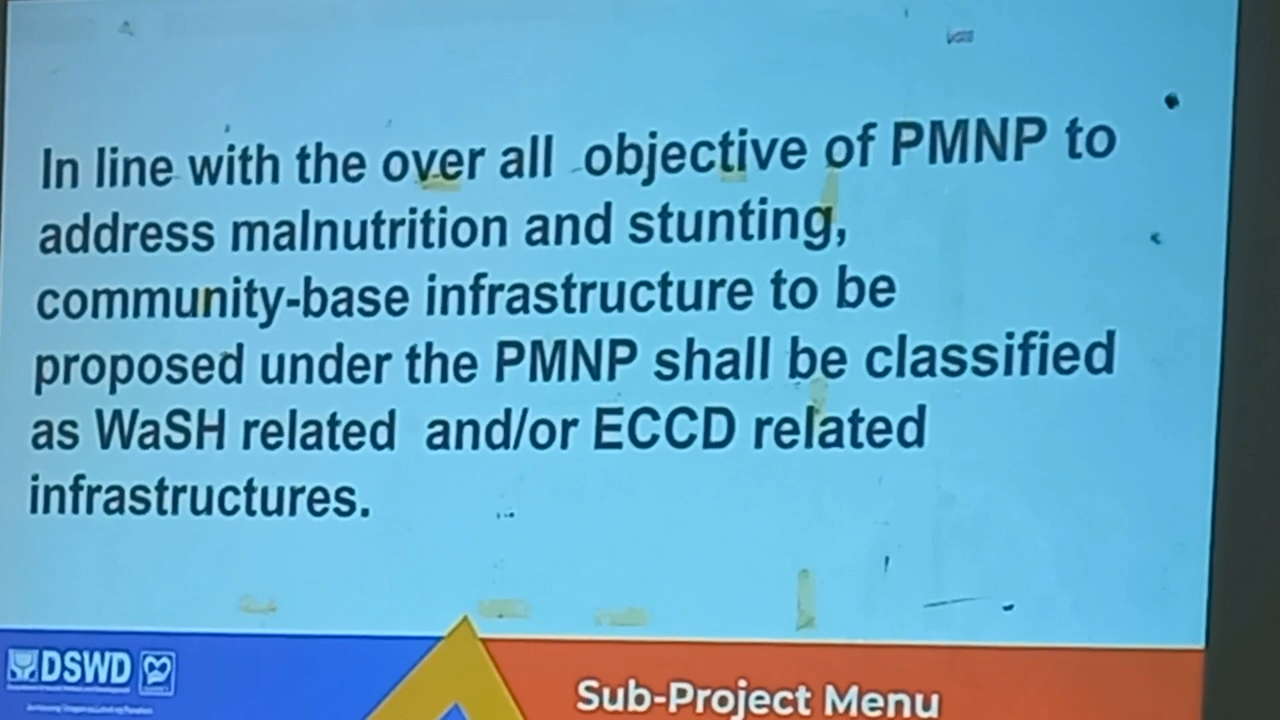 In line with the over all objective of PMNP to
address malnutrition and stunting,
community-base infrastructure to be
proposed under the PMNP shall be classified
as WaSH related and/or ECCD related
infrastructures.
DSWD
Sub-Project Menu